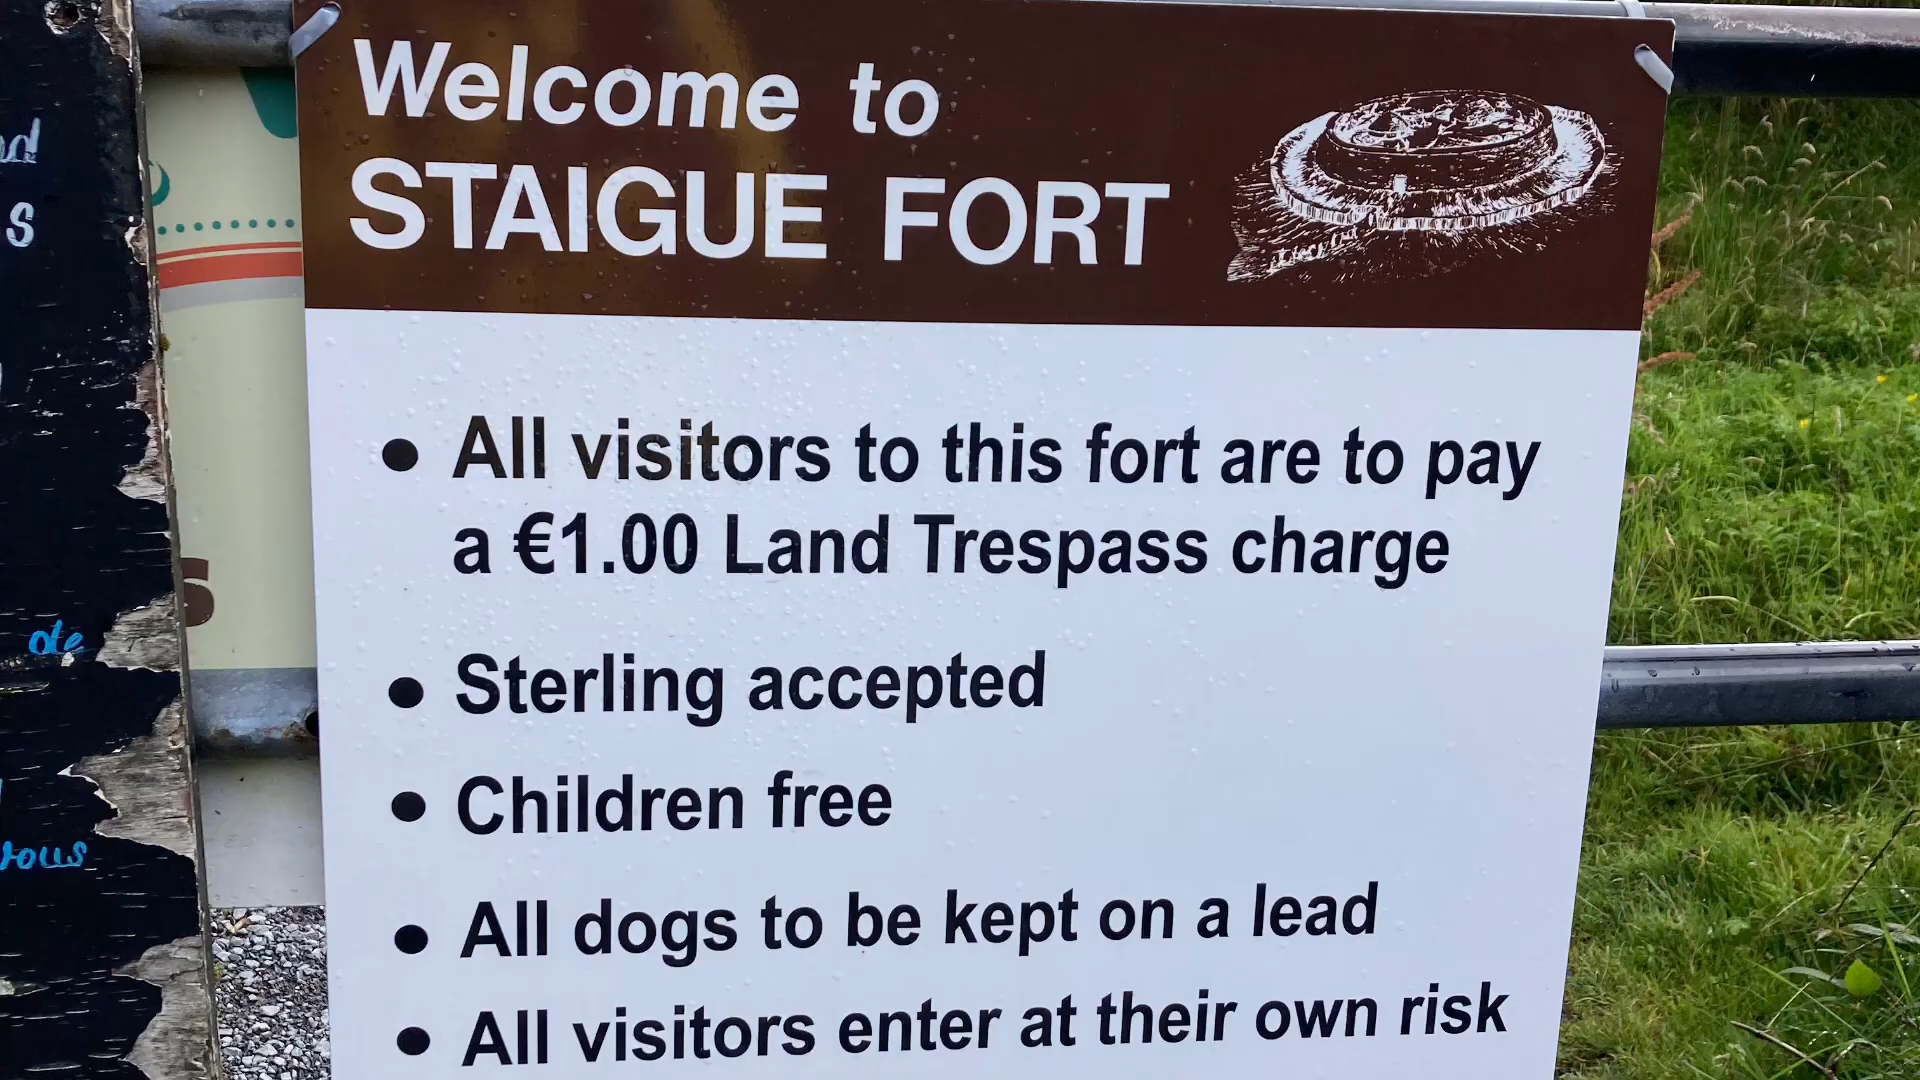 Welcome to
STAIGUE FORT
• All visitors to this fort are to pay
a €1.00 Land Trespass charge
• Sterling accepted
• Children free
• All dogs to be kept on a lead
• All visitors enter at their own risk
s
de